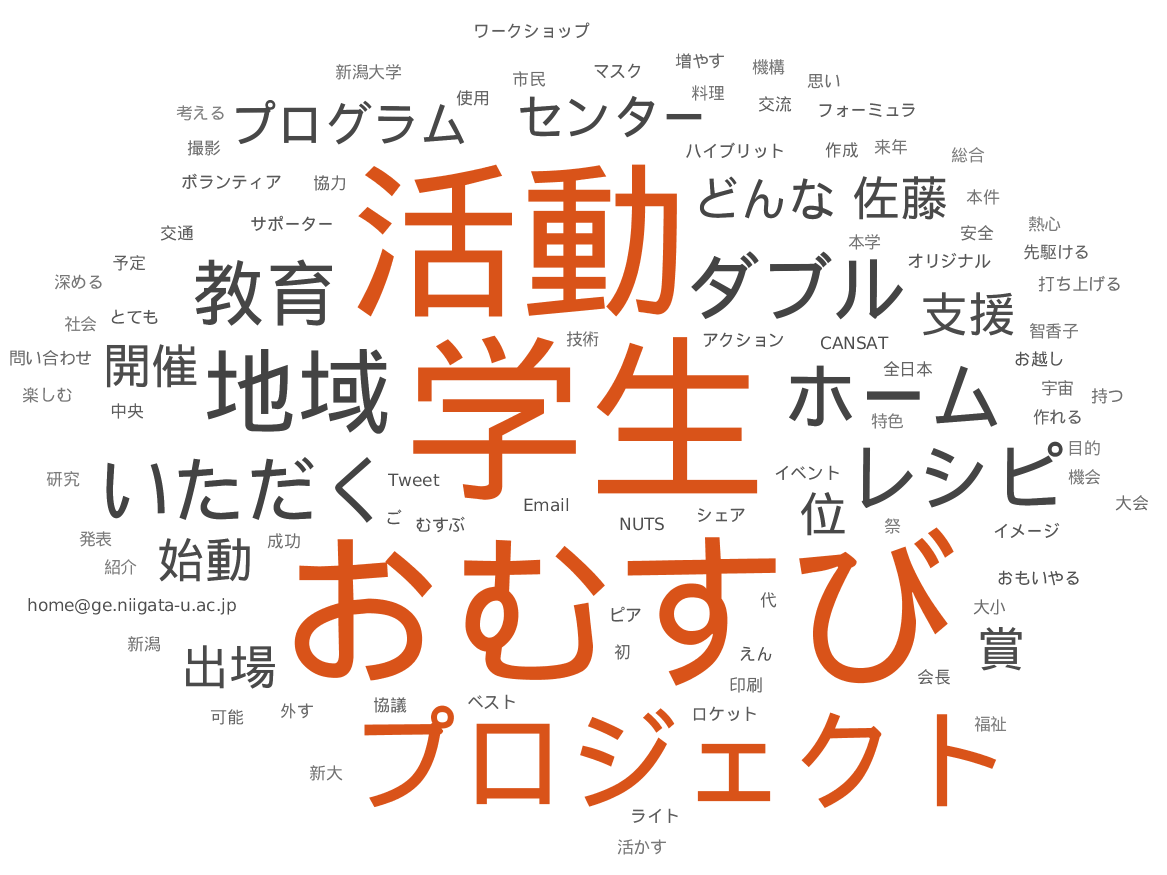 ワークショップ
新潟大学
市民
マスク
増やす
機構
思い
考える
プログラム
使用
センター
料理
交流
フォーミュラ
撮影
ハイブリット
作成
来年
総合
ボランティア
協力
活動
どんな
佐藤
本件
交通
サポーター
本学
安全
熱心
予定
教育
ダブル
オリジナル
先駆ける
深める
支援
打ち上げる
社会
とても
技術
アクション
CANSAT
智香子
問い合わせ
開催
地域
学生
ホーム
全日本
お越し
楽しむ
中央
特色
宇宙
持つ
作れる
研究
いただく
Tweet
イベント
レシピ
目的
機会
Email
ご
むすぶ
NUTS
シェア
位
祭
イメージ
大会
発表
紹介
始動
成功
おむすび
おもいやる
home@ge.niigata-u.ac.jp
ピア
代
大小
新潟
出場
初
えん
賞
印刷
会長
可能
外す
協議
ベスト
ロケット
福祉
新大
プロジェクト
ライト
活かす